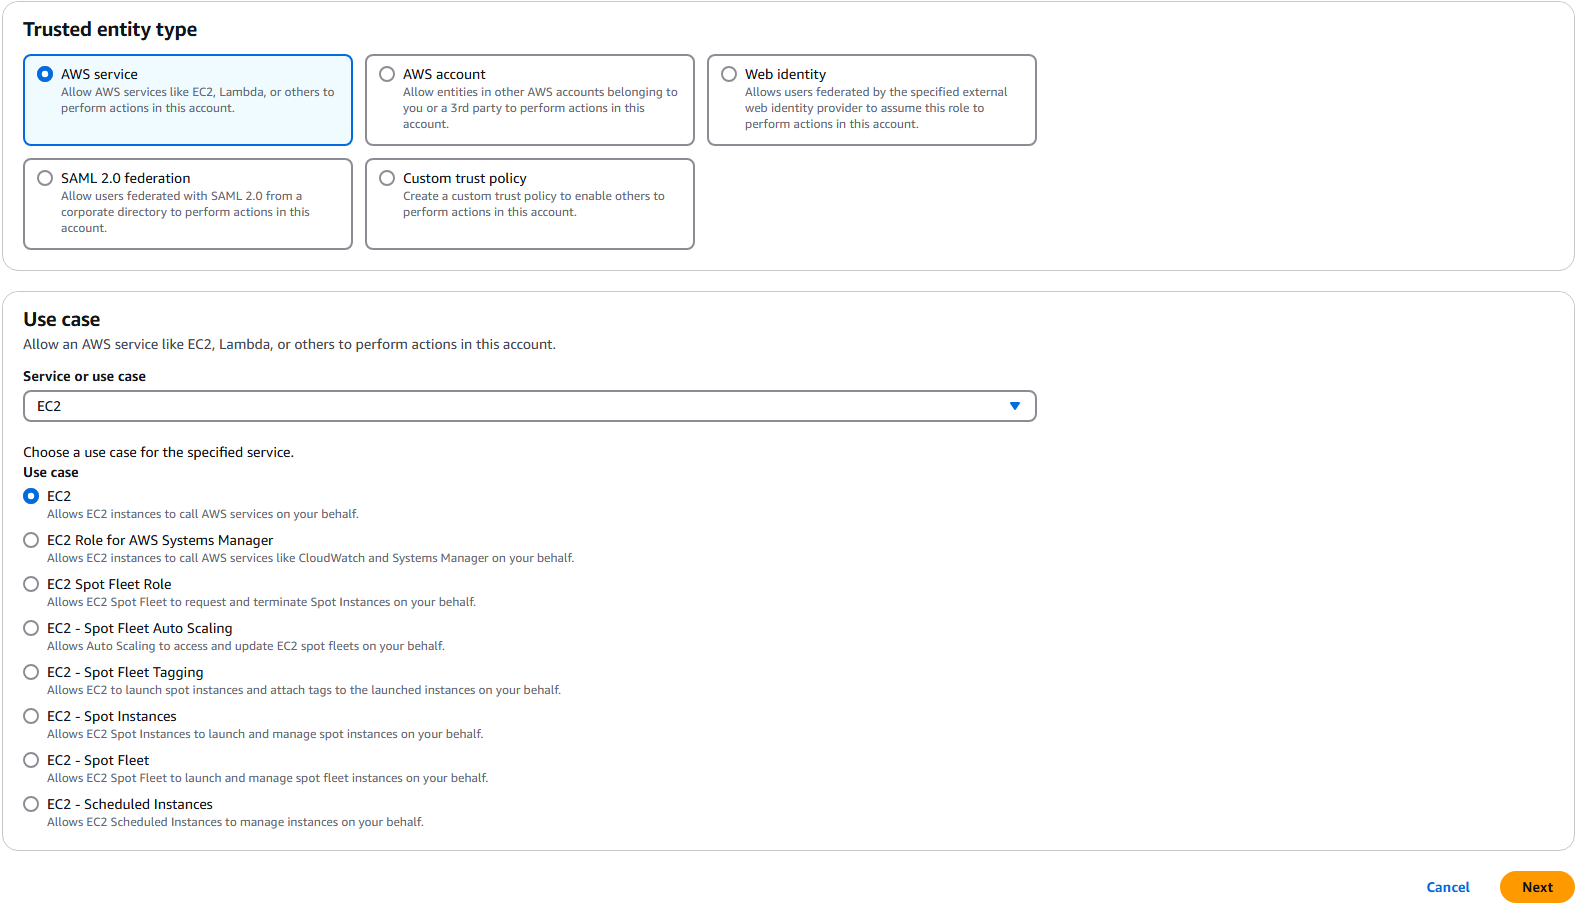 Trusted entity type
AWS service
Allow AWS services like EC2, Lambda, or others to
perform actions in this account.
AWS account
Allow entities in other AWS accounts belonging to
you or a 3rd party to perform actions in this
account.
Web identity
Allows users federated by the specified external
web identity provider to assume this role to
perform actions in this account.
SAML 2.0 federation
Allow users federated with SAML 2.0 from a
corporate directory to perform actions in this
account.
Custom trust policy
Create a custom trust policy to enable others to
perform actions in this account.
Use case
Allow an AWS service like EC2, Lambda, or others to perform actions in this account.
Service or use case
EC2
Choose a use case for the specified service.
Use case
EC2
Allows EC2 instances to call AWS services on your behalf.
EC2 Role for AWS Systems Manager
Allows EC2 instances to call AWS services like CloudWatch and Systems Manager on your behalf.
EC2 Spot Fleet Role
Allows EC2 Spot Fleet to request and terminate Spot Instances on your behalf.
EC2 - Spot Fleet Auto Scaling
Allows Auto Scaling to access and update EC2 spot fleets on your behalf.
EC2 - Spot Fleet Tagging
Allows EC2 to launch spot instances and attach tags to the launched instances on your behalf.
EC2 - Spot Instances
Allows EC2 Spot Instances to launch and manage spot instances on your behalf.
EC2 - Spot Fleet
Allows EC2 Spot Fleet to launch and manage spot fleet instances on your behalf.
EC2 - Scheduled Instances
Allows EC2 Scheduled Instances to manage instances on your behalf.
Cancel
Next